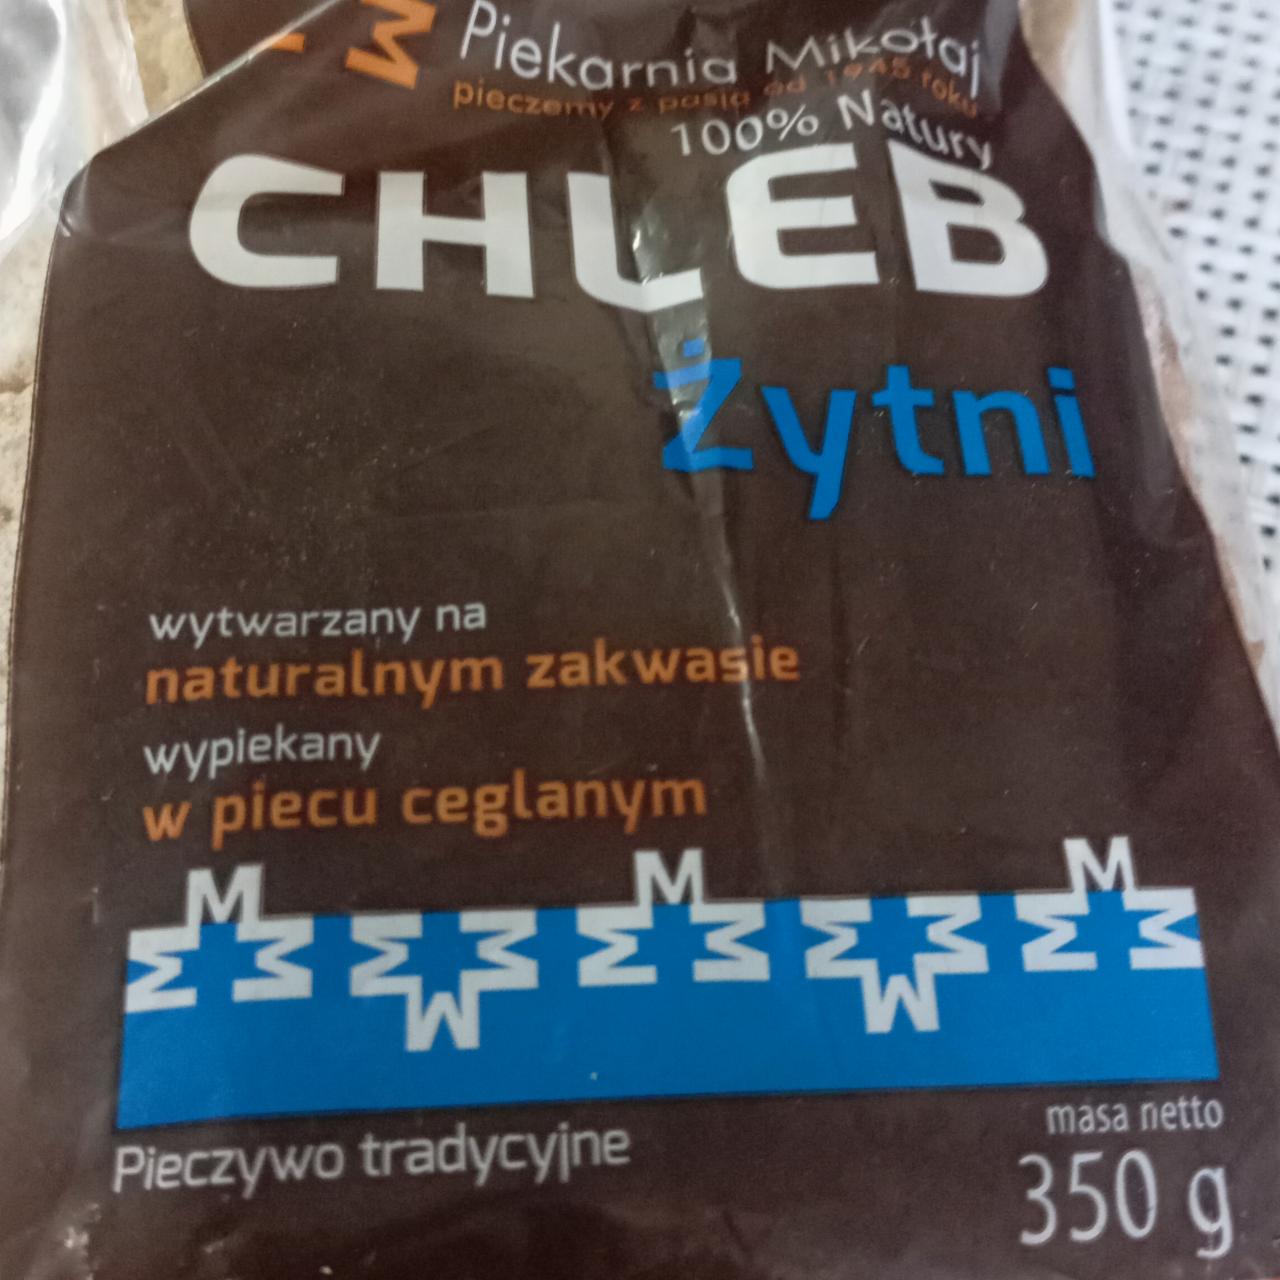 M
Piekarnia Mikołaj
pieczemy z pasją od 1945 roku
100% Natury
CHLEB
Żytni
wytwarzany na
naturalnym zakwasie
wypiekany
w piecu ceglanym
M M M
M M M M M M M M M M
M M
Pieczywo tradycyjne
masa netto
350 g